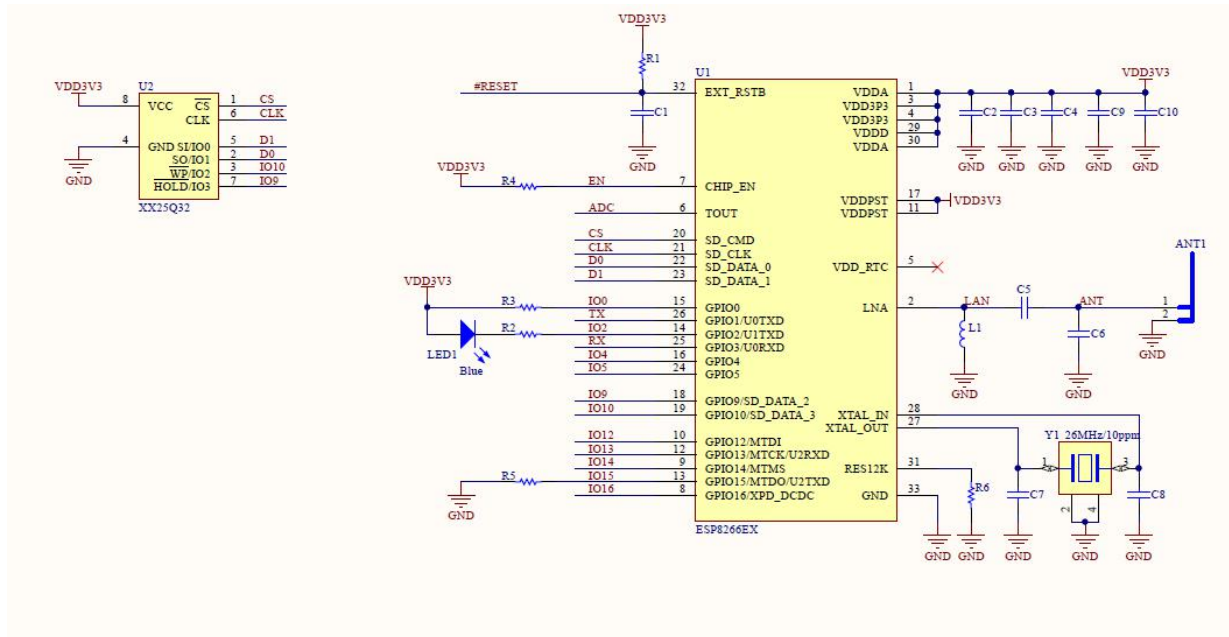 VDD3V3
R1
#RESET
C1
GND
VDD3V3
U2
8 VCC CS 1 CS
CLK 6 CLK
4 GND SI/IO0 5 D1
SO/IO1 2 D0
WP/IO2 3 IO10
HOLD/IO3 7 IO9
GND
XX25Q32
U1
32 EXT_RSTB
VDD3V3
R4 EN 7 CHIP_EN
ADC 6 TOUT
CS 20 SD_CMD
CLK 21 SD_CLK
D0 22 SD_DATA_0
D1 23 SD_DATA_1
VDD3V3
R3 IO0 15 GPIO0
TX 26 GPIO1/U0TXD
R2 IO2 14 GPIO2/U1TXD
RX 25 GPIO3/U0RXD
LED1
Blue
IO4 16 GPIO4
IO5 24 GPIO5
IO9 18 GPIO9/SD_DATA_2
IO10 19 GPIO10/SD_DATA_3
IO12 10 GPIO12/MTDI
IO13 12 GPIO13/MTCK/U2RXD
IO14 9 GPIO14/MTMS
R5 IO15 13 GPIO15/MTDO/U2TXD
IO16 8 GPIO16/XPD_DCDC
GND
ESP8266EX
VDDA 1
VDD3P3 3
VDD3P3 4
VDDD 29
VDDA 30
VDD3V3
C2 C3 C4 C9 C10
GND GND GND GND GND
VDDPST 17
VDDPST 11
VDD3V3
VDD_RTC 5
LNA 2 LAN C5 ANT 1
2
ANT1
L1 C6
GND
GND GND
XTAL_IN 28
XTAL_OUT 27
Y1_26MHz/10ppm
1 3
2 4
RES12K 31
R6 C7 C8
GND 33
GND GND GND GND GND